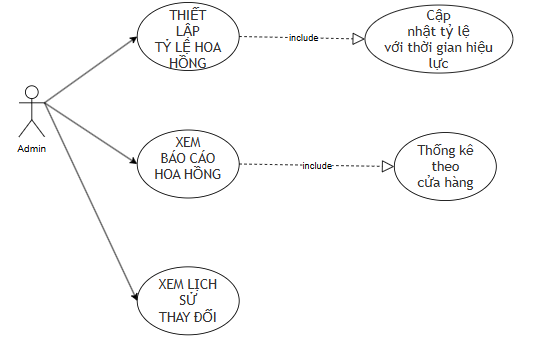 THIẾT
LẬP
TỶ LỆ HOA
HỒNG
include
Cập
nhật tỷ lệ
với thời gian hiệu
lực
Admin
XEM
BÁO CÁO
HOA HỒNG
include
Thống kê
theo
cửa hàng
XEM LỊCH
SỬ
THAY ĐỔI